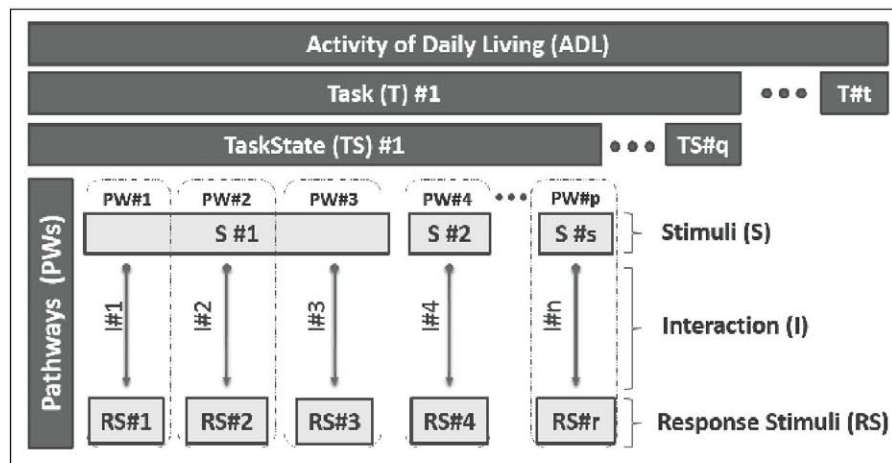 Activity of Daily Living (ADL)
Task (T) #1 ●●● T#t
TaskState (TS) #1 ●●● TS#q
Pathways (PWs)
PW#1 PW#2 PW#3 PW#4 ●●● PW#p
S #1 S #2 S #s Stimuli (S)
I#1 I#2 I#3 I#4 I#n Interaction (I)
RS#1 RS#2 RS#3 RS#4 RS#r Response Stimuli (RS)